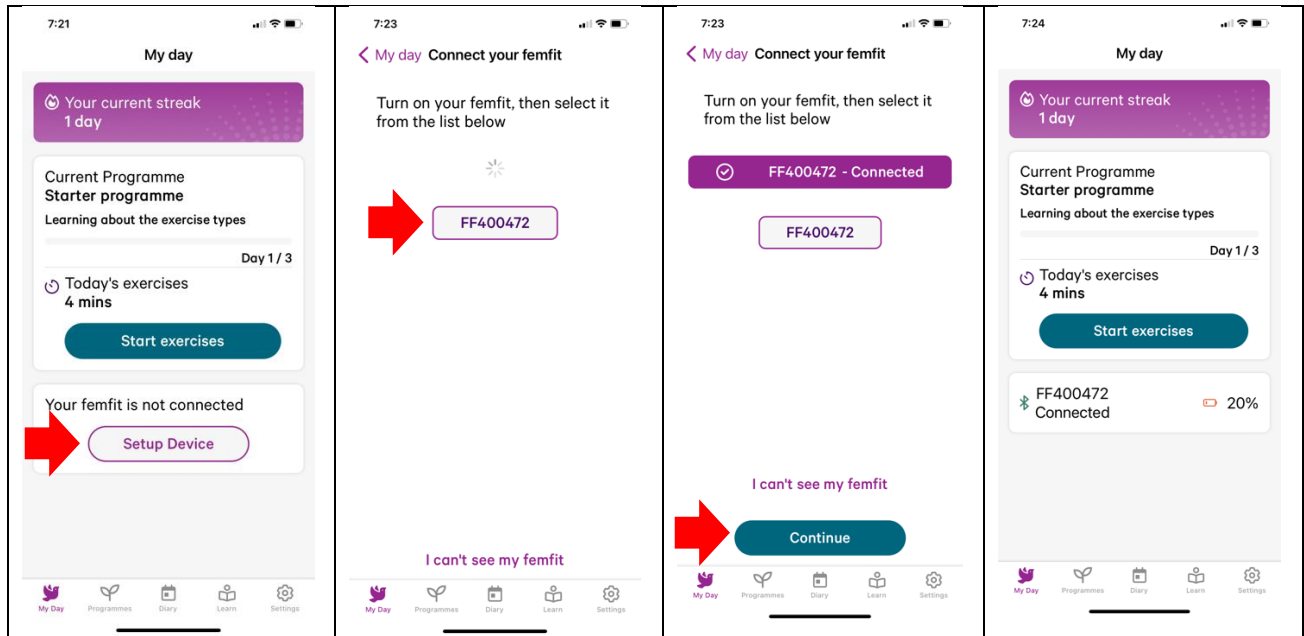 7:21
My day
Your current streak
1 day
Current Programme
Starter programme
Learning about the exercise types
Day 1 / 3
Today's exercises
4 mins
Start exercises
Your femfit is not connected
Setup Device
My Day Programmes Diary Learn Settings
7:23
My day Connect your femfit
Turn on your femfit, then select it
from the list below
FF400472
I can't see my femfit
My Day Programmes Diary Learn Settings
7:23
My day Connect your femfit
Turn on your femfit, then select it
from the list below
FF400472 - Connected
FF400472
I can't see my femfit
Continue
My Day Programmes Diary Learn Settings
7:24
My day
Your current streak
1 day
Current Programme
Starter programme
Learning about the exercise types
Day 1 / 3
Today's exercises
4 mins
Start exercises
FF400472
Connected
20%
My Day Programmes Diary Learn Settings